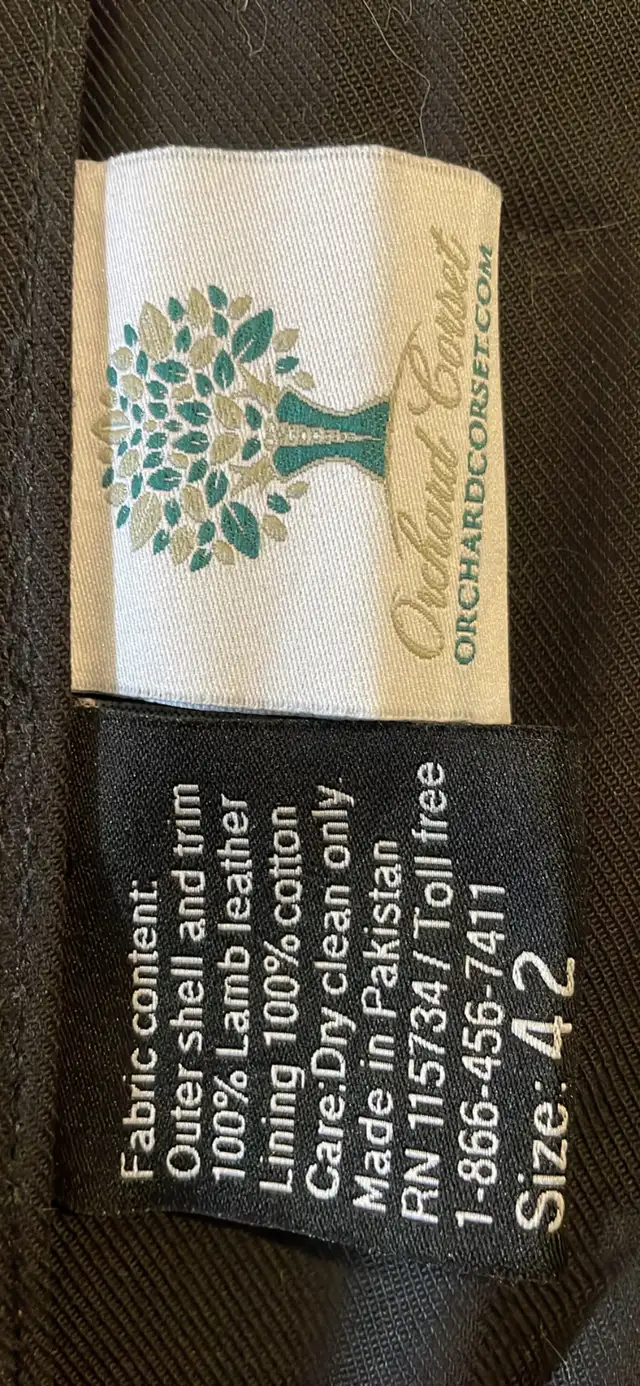 Orchard Corset
ORCHARDCORSET.COM
Fabric content:
Outer shell and trim
100% Lamb leather
Lining 100% cotton
Care:Dry clean only.
Made in Pakistan
RN 115734 / Toll free
1-866-456-7411
Size: 42